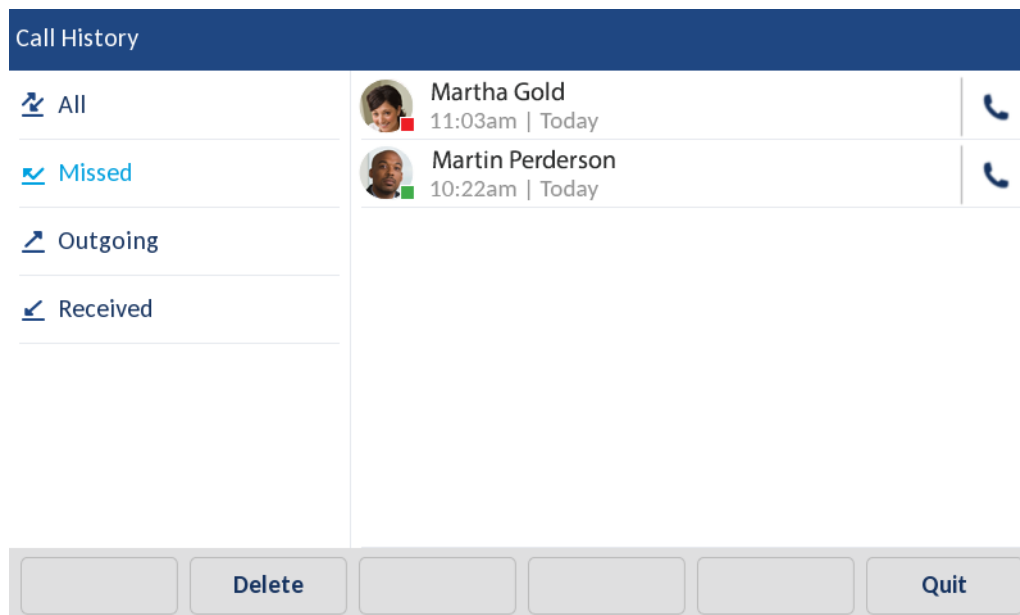 Call History
All
Missed
Outgoing
Received
Martha Gold
11:03am | Today
Martin Perderson
10:22am | Today
Delete
Quit